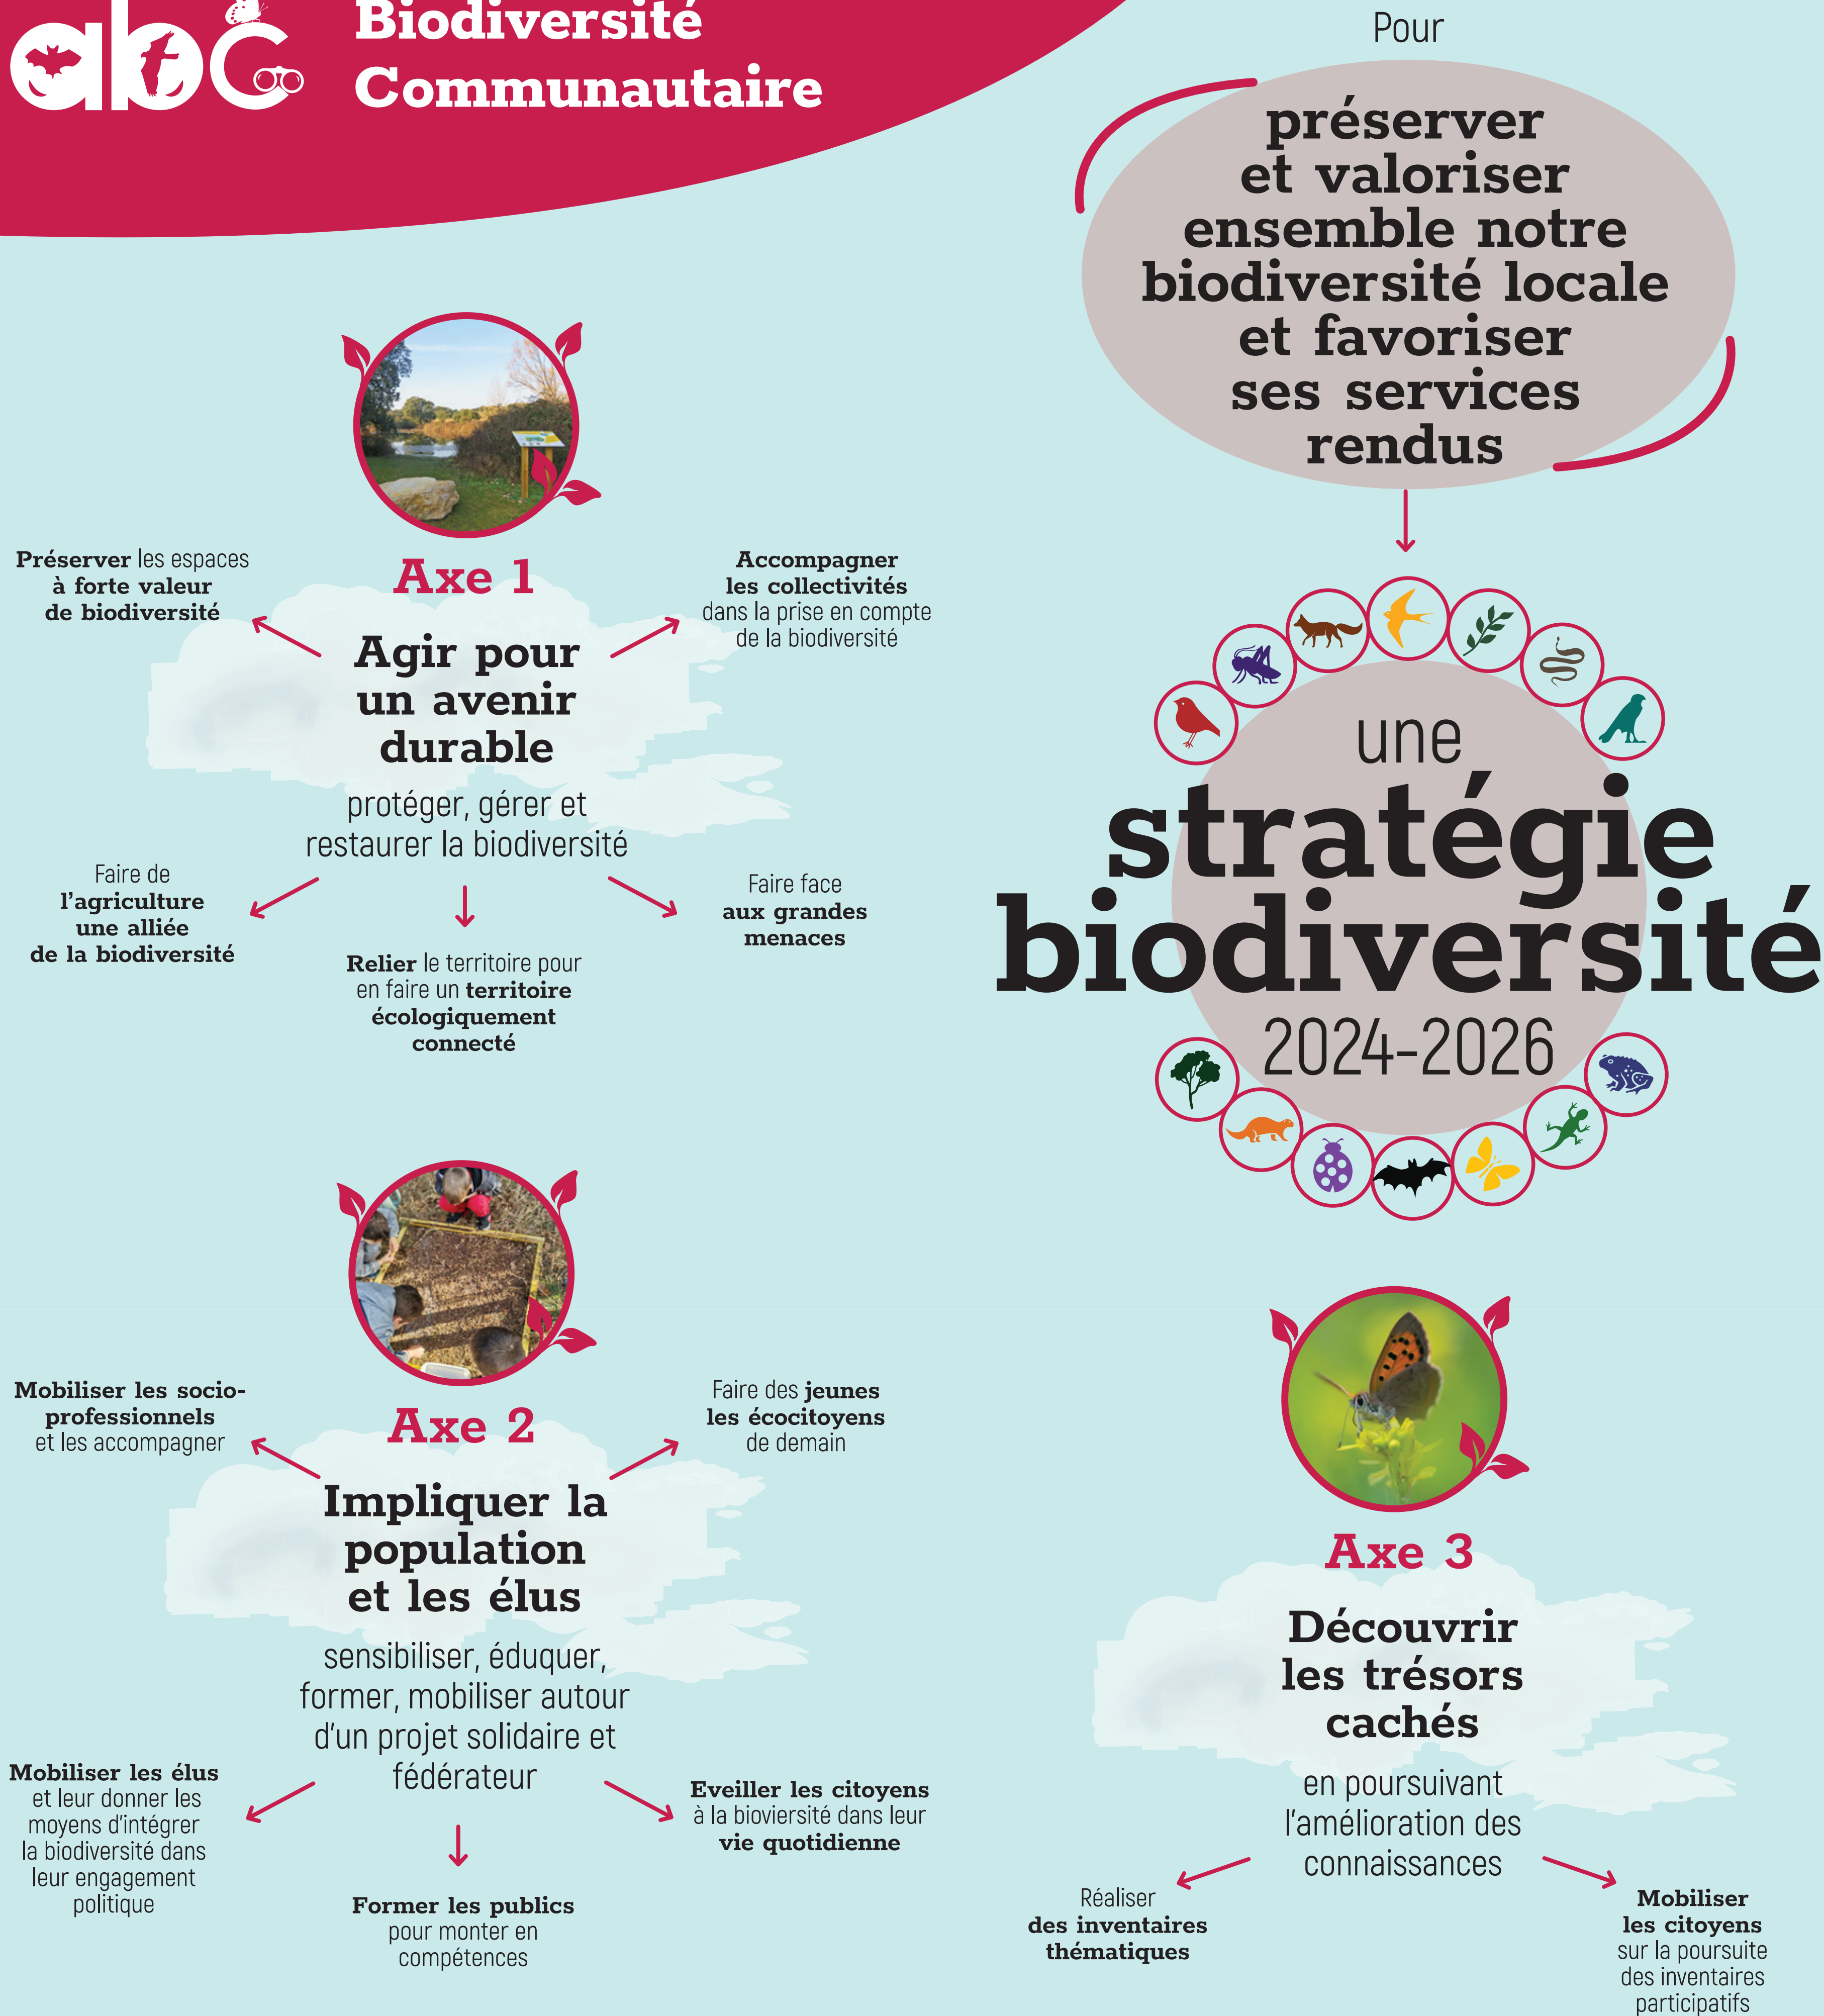 abc
Biodiversité
Communautaire
Pour
préserver
et valoriser
ensemble notre
biodiversité locale
et favoriser
ses services
rendus
une
stratégie
biodiversité
2024-2026
Axe 1
Agir pour
un avenir
durable
protéger, gérer et
restaurer la biodiversité
Préserver les espaces
à forte valeur
de biodiversité
Accompagner
les collectivités
dans la prise en compte
de la biodiversité
Faire de
l'agriculture
une alliée
de la biodiversité
Relier le territoire pour
en faire un territoire
écologiquement
connecté
Faire face
aux grandes
menaces
Axe 2
Impliquer la
population
et les élus
sensibiliser, éduquer,
former, mobiliser autour
d'un projet solidaire et
fédérateur
Mobiliser les socio-
professionnels
et les accompagner
Faire des jeunes
les écocitoyens
de demain
Mobiliser les élus
et leur donner les
moyens d'intégrer
la biodiversité dans
leur engagement
politique
Former les publics
pour monter en
compétences
Eveiller les citoyens
à la bioviersité dans leur
vie quotidienne
Axe 3
Découvrir
les trésors
cachés
en poursuivant
l'amélioration des
connaissances
Réaliser
des inventaires
thématiques
Mobiliser
les citoyens
sur la poursuite
des inventaires
participatifs